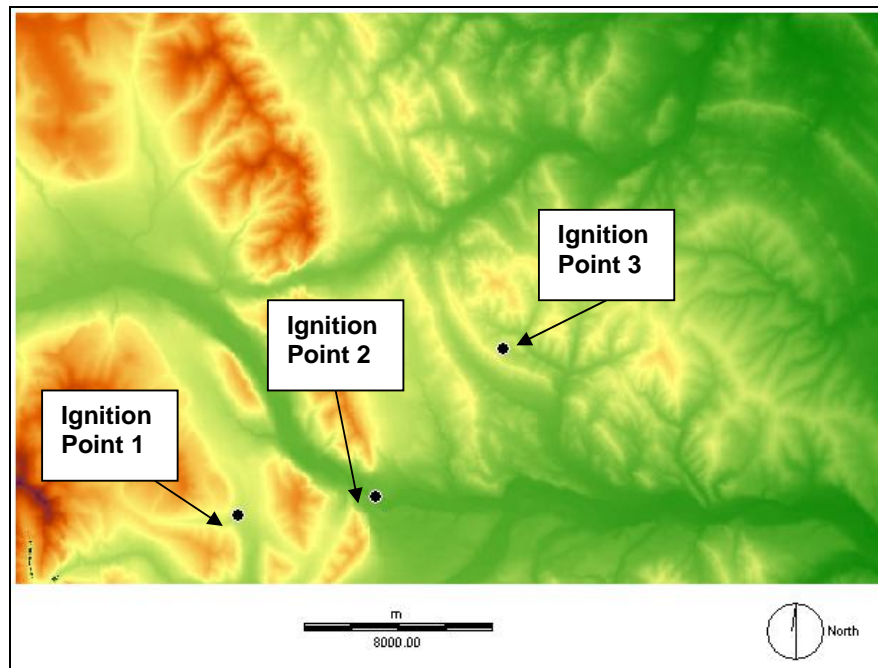 Ignition
Point 3
Ignition
Point 2
Ignition
Point 1
m
8000.00
North